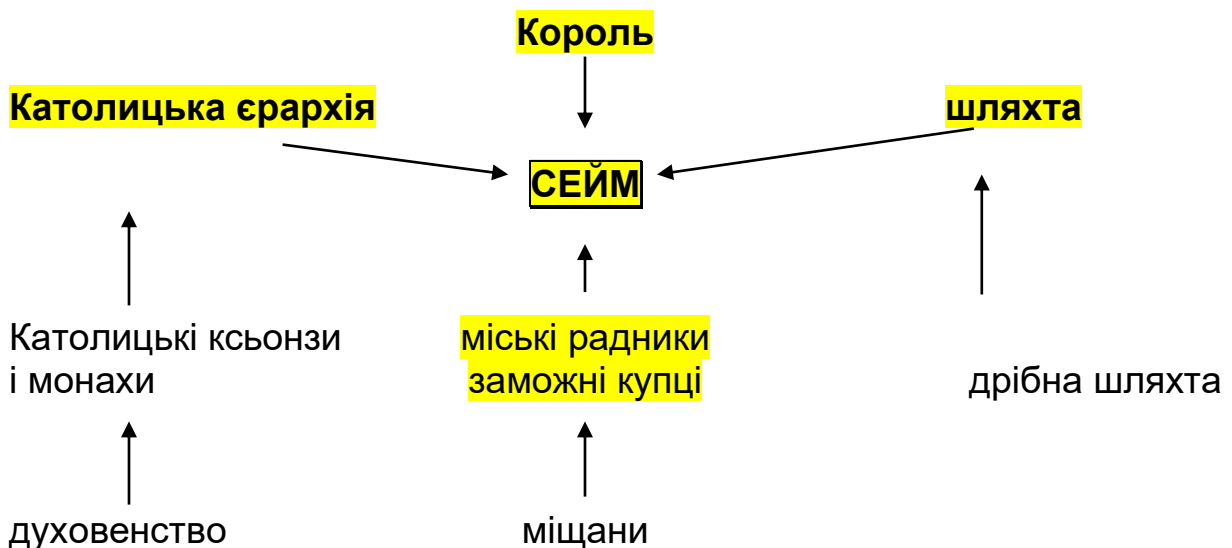 Король
Католицька єрархія
шляхта
СЕЙМ
Католицькі ксьонзи
і монахи
міські радники
заможні купці
дрібна шляхта
духовенство
міщани